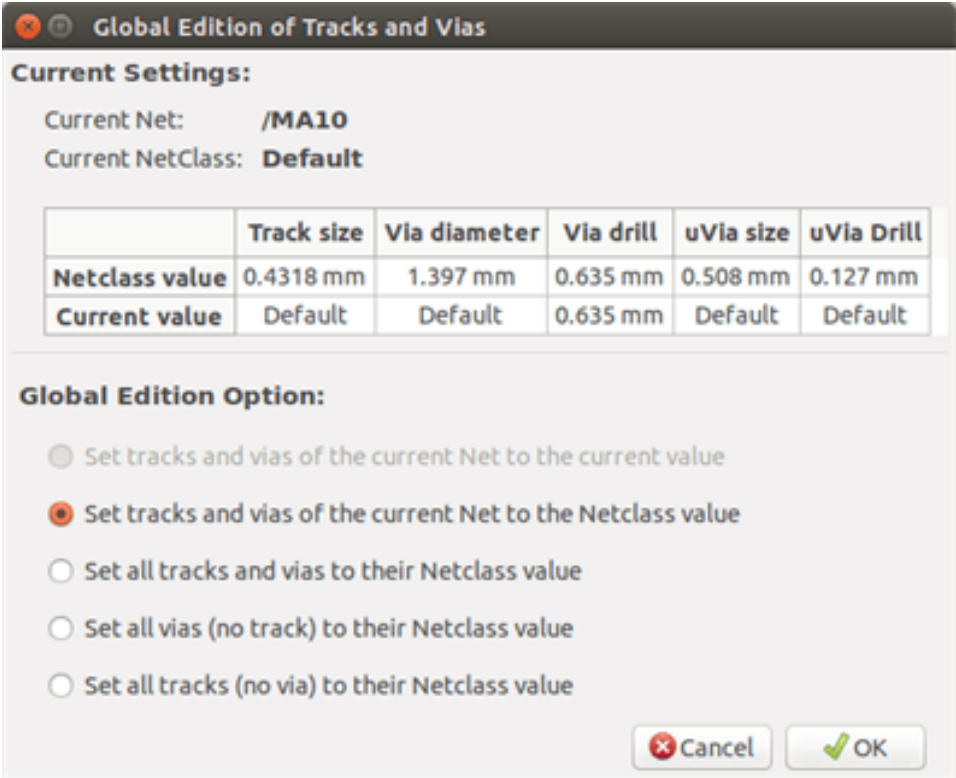 Global Edition of Tracks and Vias
Current Settings:
Current Net: /MA10
Current NetClass: Default
Track size Via diameter Via drill uVia size uVia Drill
Netclass value 0.4318 mm 1.397 mm 0.635 mm 0.508 mm 0.127 mm
Current value Default Default 0.635 mm Default Default
Global Edition Option:
Set tracks and vias of the current Net to the current value
Set tracks and vias of the current Net to the Netclass value
Set all tracks and vias to their Netclass value
Set all vias (no track) to their Netclass value
Set all tracks (no via) to their Netclass value
Cancel OK